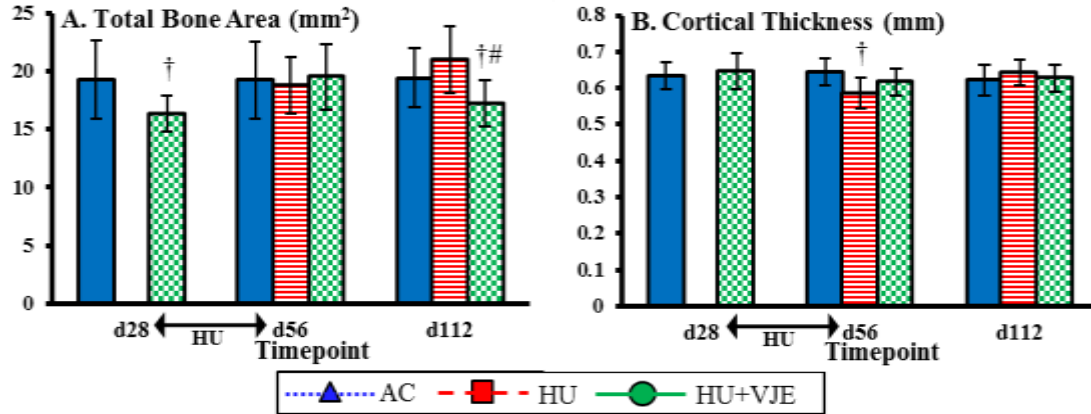 A. Total Bone Area (mm²)
25
20
15
10
5
0
†
†#
d28
HU
d56
d112
Timepoint
B. Cortical Thickness (mm)
0.8
0.7
0.6
0.5
0.4
0.3
0.2
0.1
0
†
d28
HU
d56
d112
Timepoint
AC
HU
HU+VJE